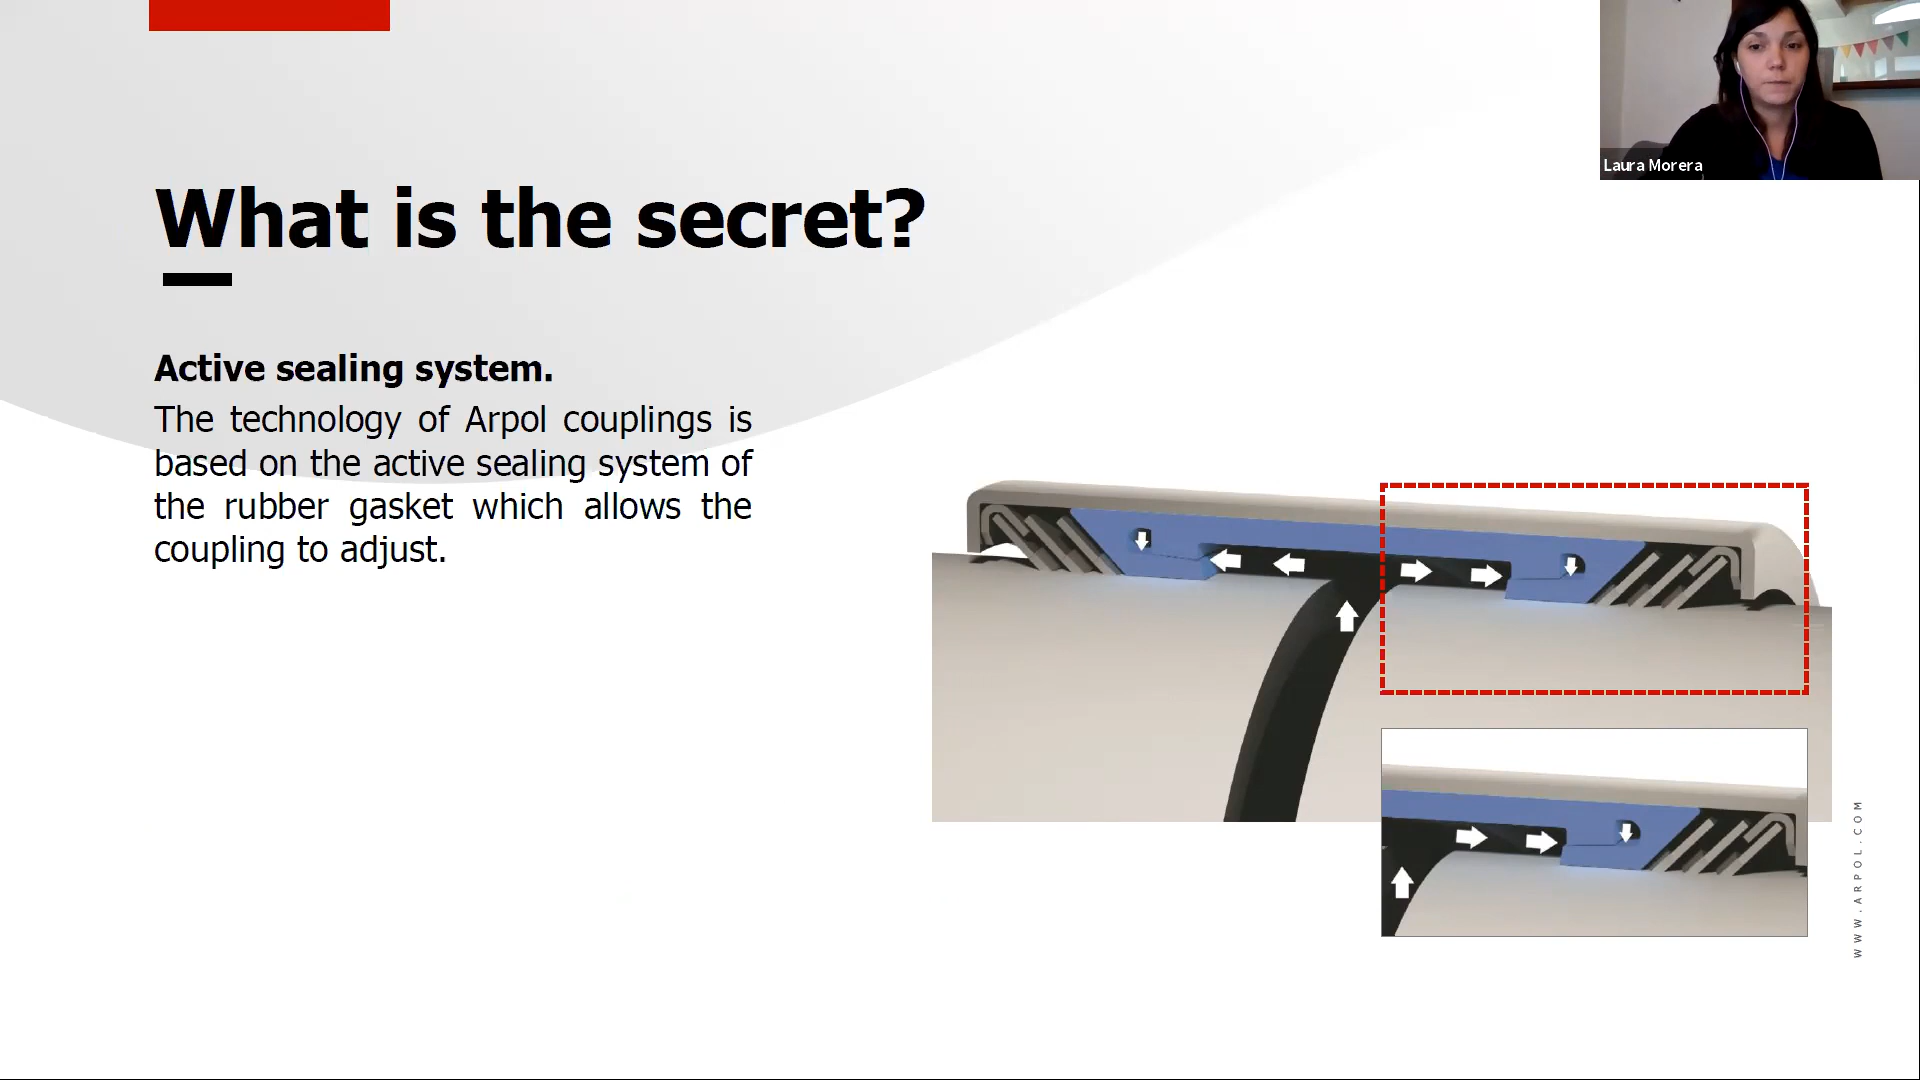 Laura Morera
What is the secret?
Active sealing system.
The technology of Arpol couplings is
based on the active sealing system of
the rubber gasket which allows the
coupling to adjust.
WWW.ARPOL.COM